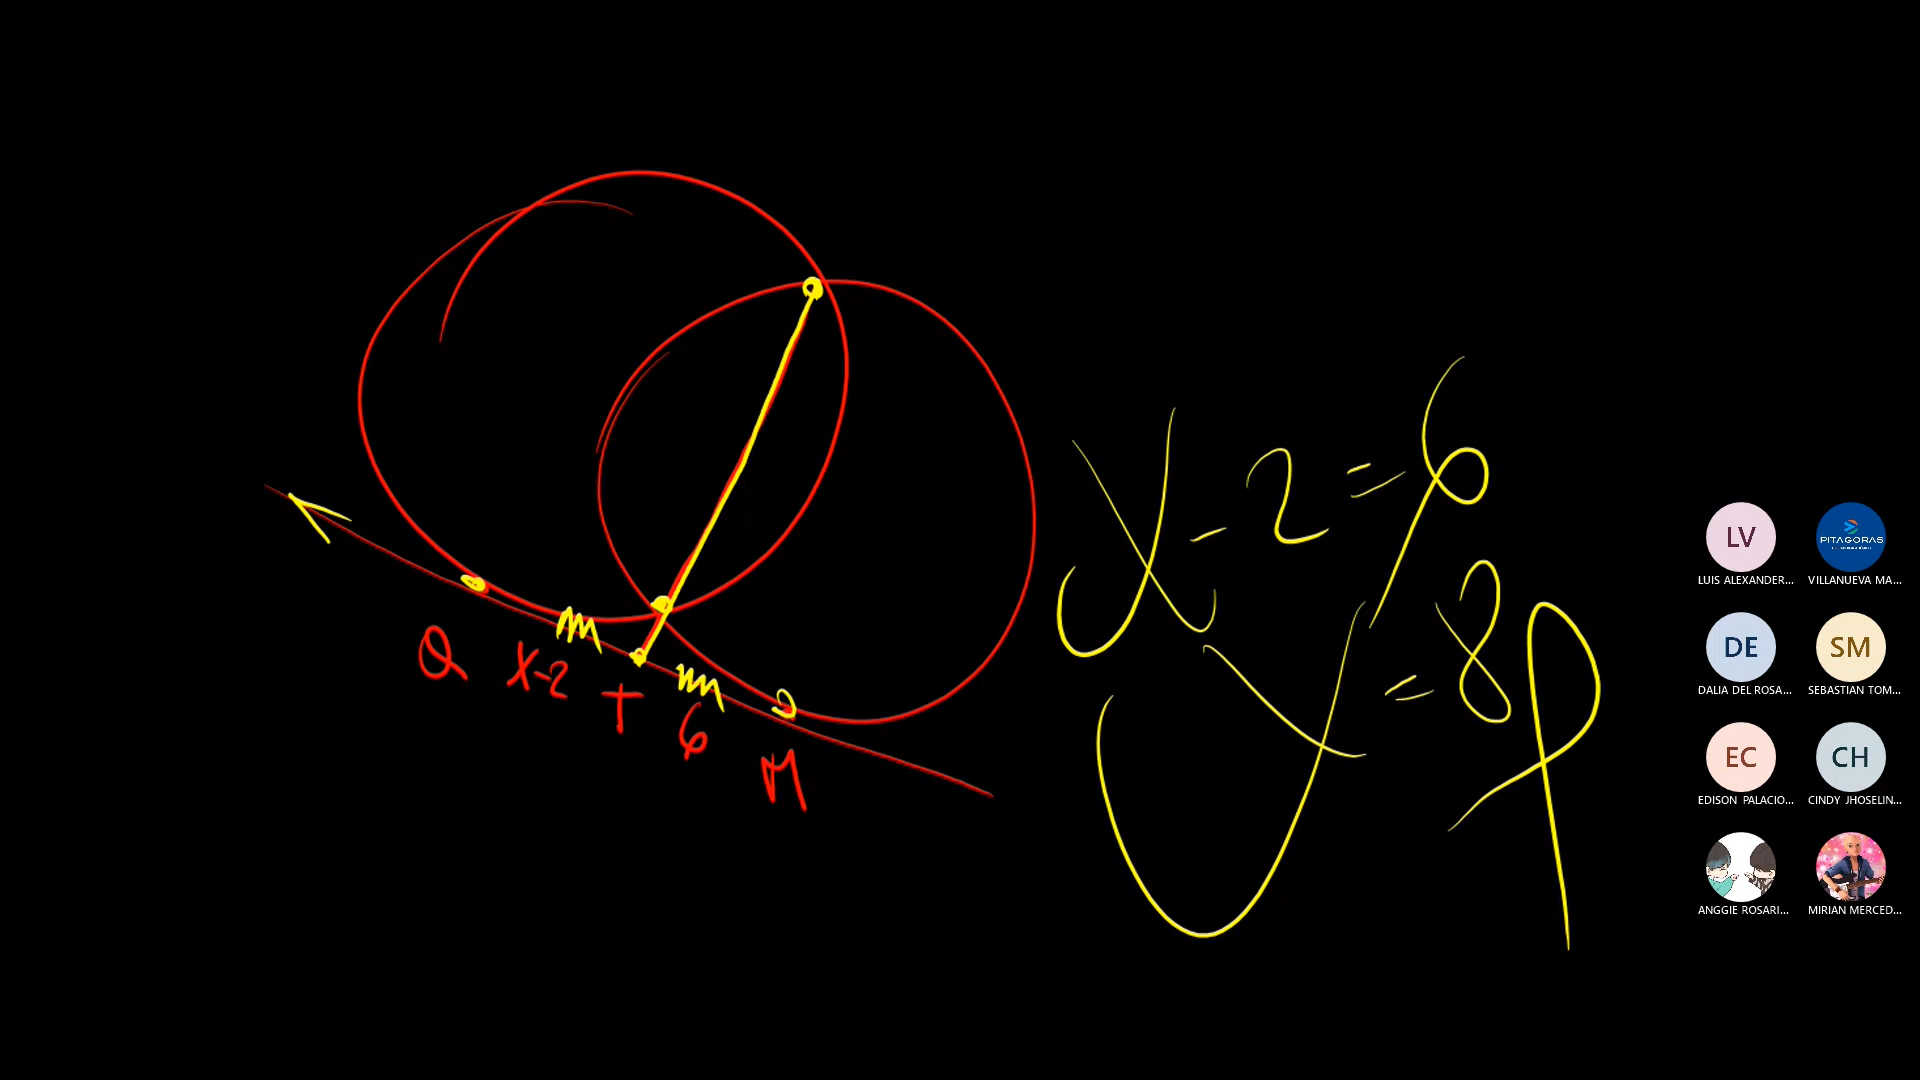 Q X-2 T 6 M
X-2=6
X=8
LV
PITAGORAS
LUIS ALEXANDER...
VILLANUEVA MA...
DE
SM
DALIA DEL ROSA...
SEBASTIAN TOM...
EC
CH
EDISON PALACIO...
CINDY JHOSELIN...
ANGGIE ROSARI...
MIRIAN MERCED...